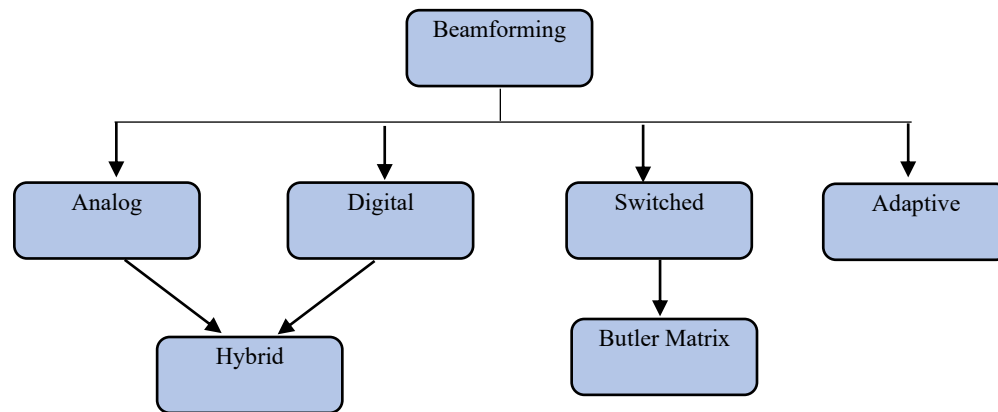 Beamforming
Analog
Digital
Switched
Adaptive
Hybrid
Butler Matrix